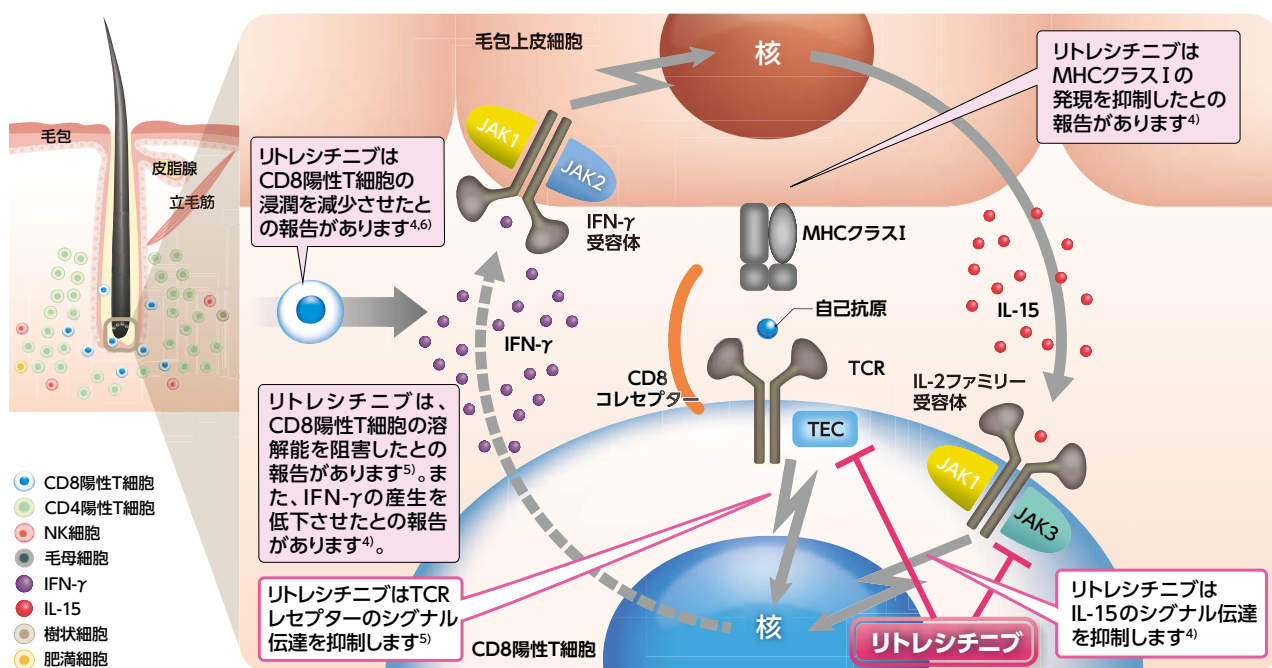 毛包
皮脂腺
立毛筋
CD8陽性T細胞
CD4陽性T細胞
NK細胞
毛母細胞
IFN-γ
IL-15
樹状細胞
肥満細胞
毛包上皮細胞
核
リトレシチニブは
MHCクラスⅠの
発現を抑制したとの
報告があります4)
リトレシチニブは
CD8陽性T細胞の
浸潤を減少させたと
の報告があります4,6)
JAK1
JAK2
IFN-γ
受容体
MHCクラスⅠ
自己抗原
IFN-γ
IL-15
TCR
CD8
コレセプター
IL-2ファミリー
受容体
TEC
JAK1
JAK3
リトレシチニブは、
CD8陽性T細胞の溶
解能を阻害したとの
報告があります5)。ま
た、IFN-γの産生を
低下させたとの報告
があります4)。
リトレシチニブはTCR
レセプターのシグナル
伝達を抑制します5)
CD8陽性T細胞
核
リトレシチニブ
リトレシチニブは
IL-15のシグナル伝達
を抑制します4)